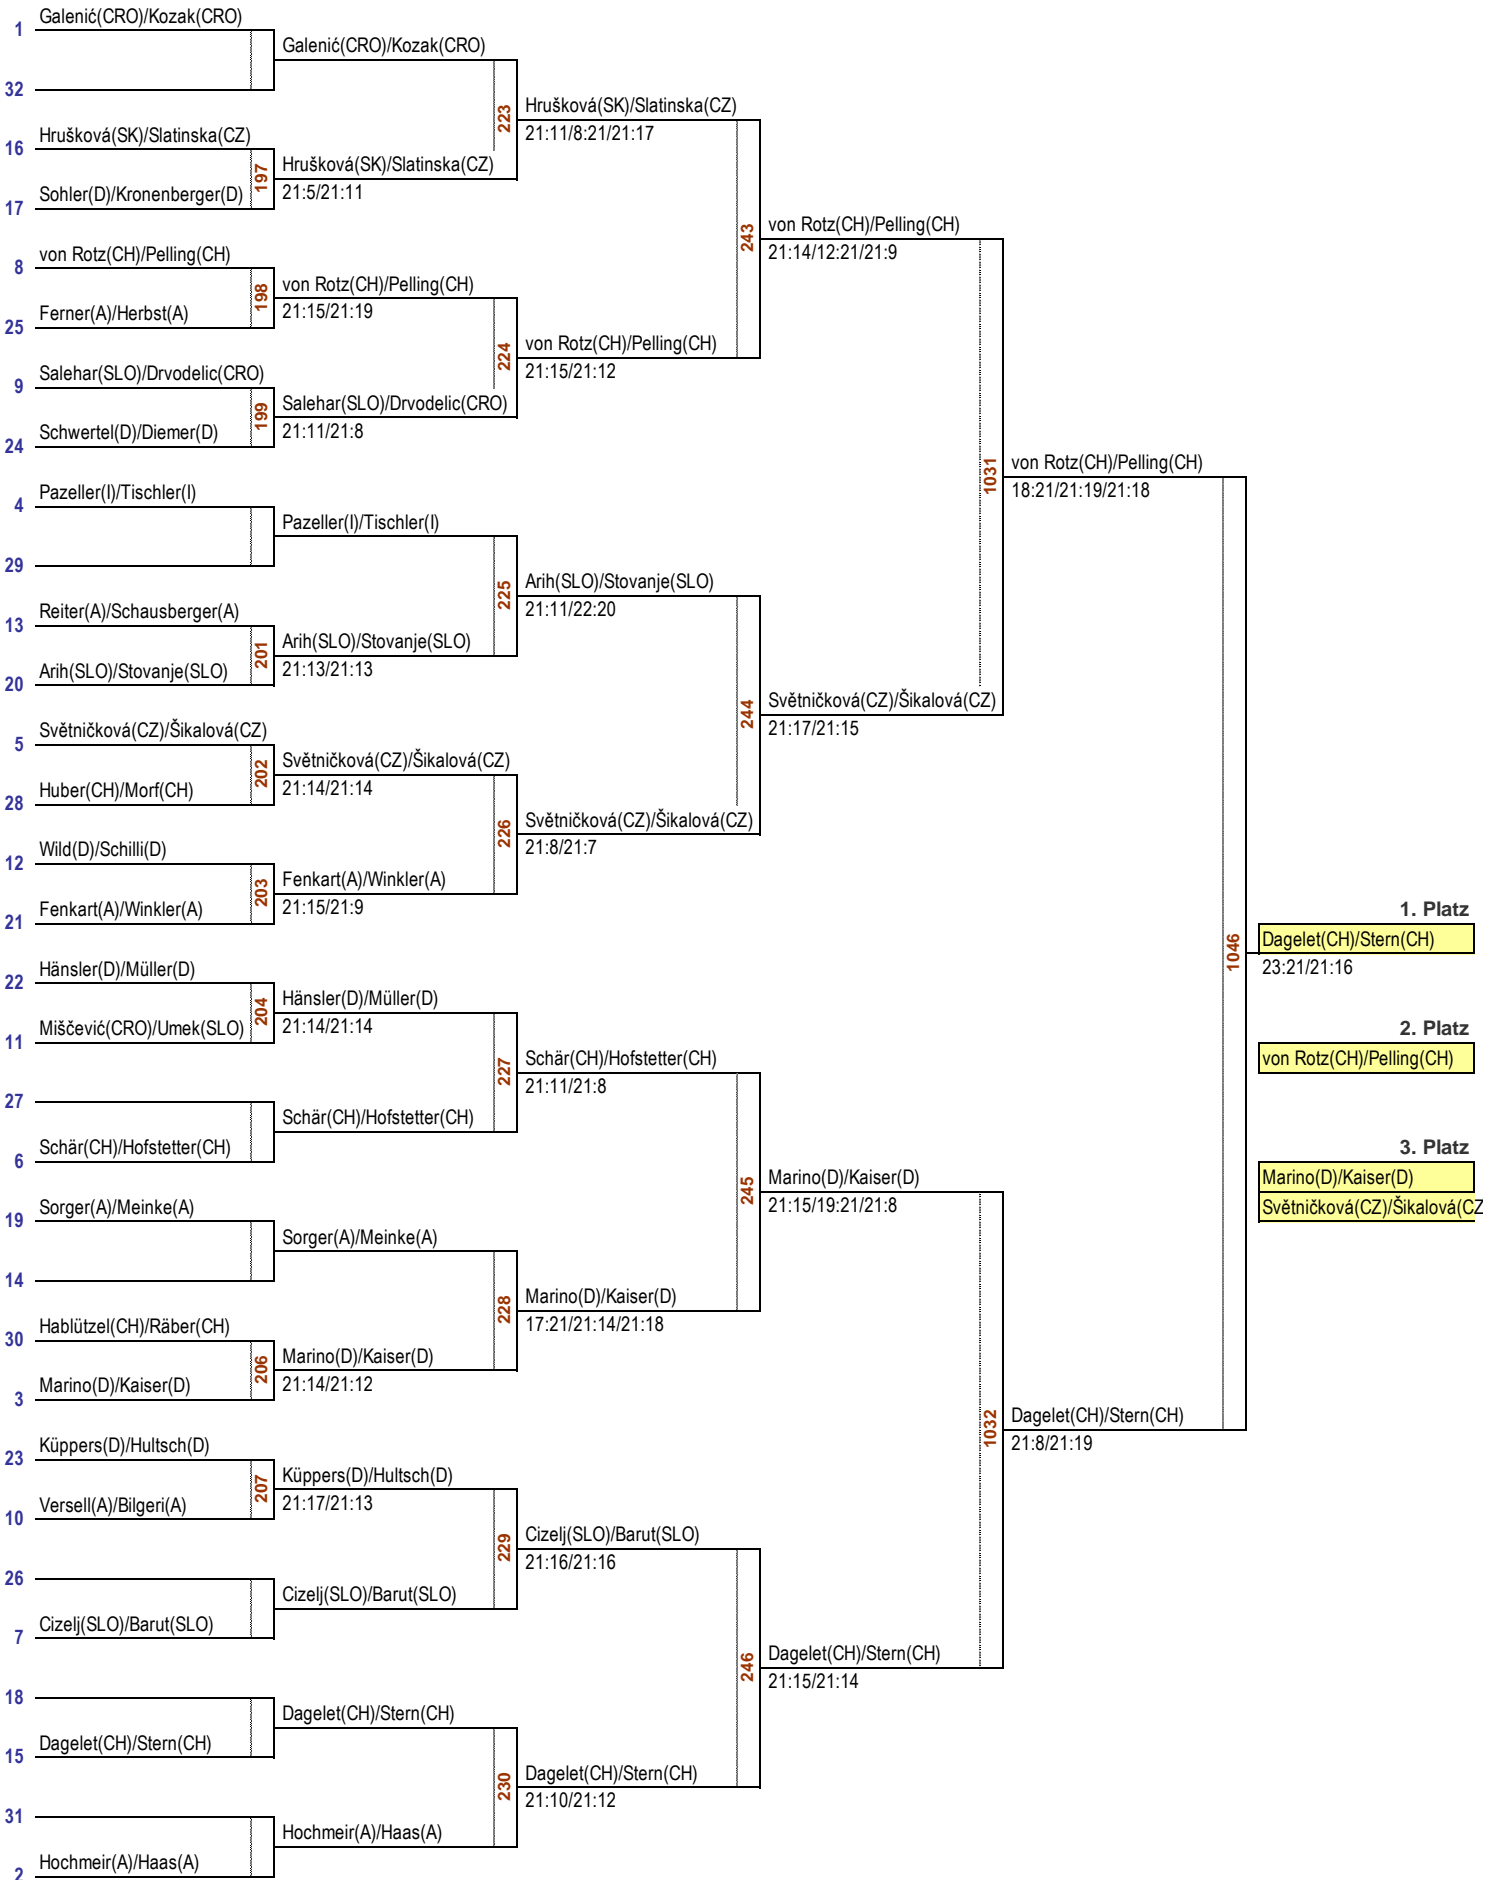 Galenić(CRO)/Kozak(CRO)
1
Galenić(CRO)/Kozak(CRO)
32
223
Hrušková(SK)/Slatinska(CZ)
21:11/8:21/21:17
Hrušková(SK)/Slatinska(CZ)
16
197
Hrušková(SK)/Slatinska(CZ)
21:5/21:11
Sohler(D)/Kronenberger(D)
17
243
von Rotz(CH)/Pelling(CH)
21:14/12:21/21:9
von Rotz(CH)/Pelling(CH)
8
198
von Rotz(CH)/Pelling(CH)
21:15/21:19
Ferner(A)/Herbst(A)
25
224
von Rotz(CH)/Pelling(CH)
21:15/21:12
Salehar(SLO)/Drvodelic(CRO)
9
199
Salehar(SLO)/Drvodelic(CRO)
21:11/21:8
Schwertel(D)/Diemer(D)
24
1031
von Rotz(CH)/Pelling(CH)
18:21/21:19/21:18
Pazeller(I)/Tischler(I)
4
Pazeller(I)/Tischler(I)
29
225
Arih(SLO)/Stovanje(SLO)
21:11/22:20
Reiter(A)/Schausberger(A)
13
201
Arih(SLO)/Stovanje(SLO)
21:13/21:13
Arih(SLO)/Stovanje(SLO)
20
244
Světničková(CZ)/Šikalová(CZ)
21:17/21:15
Světničková(CZ)/Šikalová(CZ)
5
202
Světničková(CZ)/Šikalová(CZ)
21:14/21:14
Huber(CH)/Morf(CH)
28
226
Světničková(CZ)/Šikalová(CZ)
21:8/21:7
Wild(D)/Schilli(D)
12
203
Fenkart(A)/Winkler(A)
21:15/21:9
Fenkart(A)/Winkler(A)
21
1046
1. Platz
Dagelet(CH)/Stern(CH)
23:21/21:16
2. Platz
von Rotz(CH)/Pelling(CH)
3. Platz
Marino(D)/Kaiser(D)
Světničková(CZ)/Šikalová(CZ
Hänsler(D)/Müller(D)
22
204
Hänsler(D)/Müller(D)
21:14/21:14
Miščević(CRO)/Umek(SLO)
11
227
Schär(CH)/Hofstetter(CH)
21:11/21:8
27
Schär(CH)/Hofstetter(CH)
Schär(CH)/Hofstetter(CH)
6
245
Marino(D)/Kaiser(D)
21:15/19:21/21:8
Sorger(A)/Meinke(A)
19
Sorger(A)/Meinke(A)
14
228
Marino(D)/Kaiser(D)
17:21/21:14/21:18
Hablützel(CH)/Räber(CH)
30
206
Marino(D)/Kaiser(D)
21:14/21:12
Marino(D)/Kaiser(D)
3
1032
Dagelet(CH)/Stern(CH)
21:8/21:19
Küppers(D)/Hultsch(D)
23
207
Küppers(D)/Hultsch(D)
21:17/21:13
Versell(A)/Bilgeri(A)
10
229
Cizelj(SLO)/Barut(SLO)
21:16/21:16
26
Cizelj(SLO)/Barut(SLO)
Cizelj(SLO)/Barut(SLO)
7
246
Dagelet(CH)/Stern(CH)
21:15/21:14
18
Dagelet(CH)/Stern(CH)
Dagelet(CH)/Stern(CH)
15
230
Dagelet(CH)/Stern(CH)
21:10/21:12
31
Hochmeir(A)/Haas(A)
Hochmeir(A)/Haas(A)
2